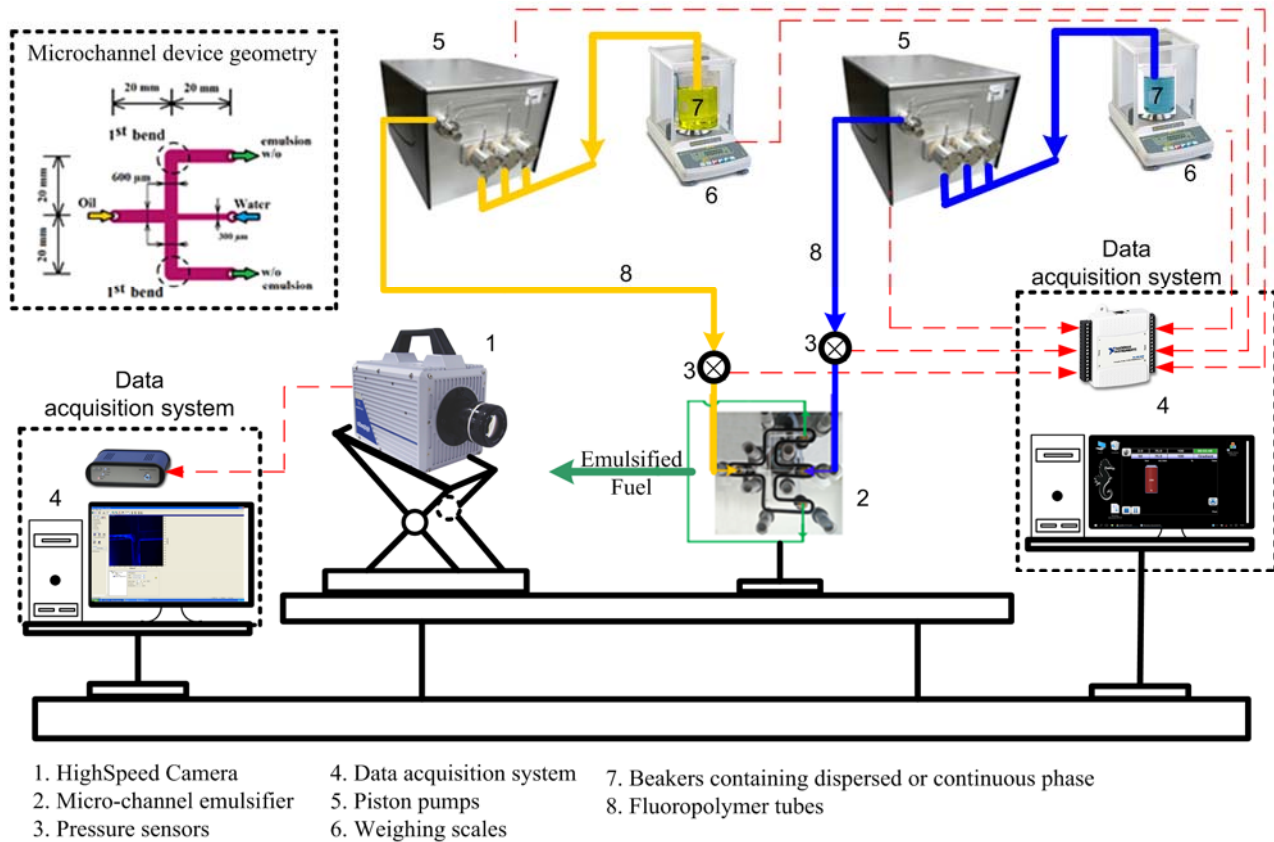 Microchannel device geometry
20 mm
20 mm
1st bend
emulsion
w/o
600 µm
20 mm
Oil
Water
300 µm
20 mm
w/o
emulsion
1st bend
5
7
6
5
7
6
8
8
3
3
Data
acquisition system
4
1
Data
acquisition system
4
Emulsified
Fuel
2
1. HighSpeed Camera
2. Micro-channel emulsifier
3. Pressure sensors
4. Data acquisition system
5. Piston pumps
6. Weighing scales
7. Beakers containing dispersed or continuous phase
8. Fluoropolymer tubes